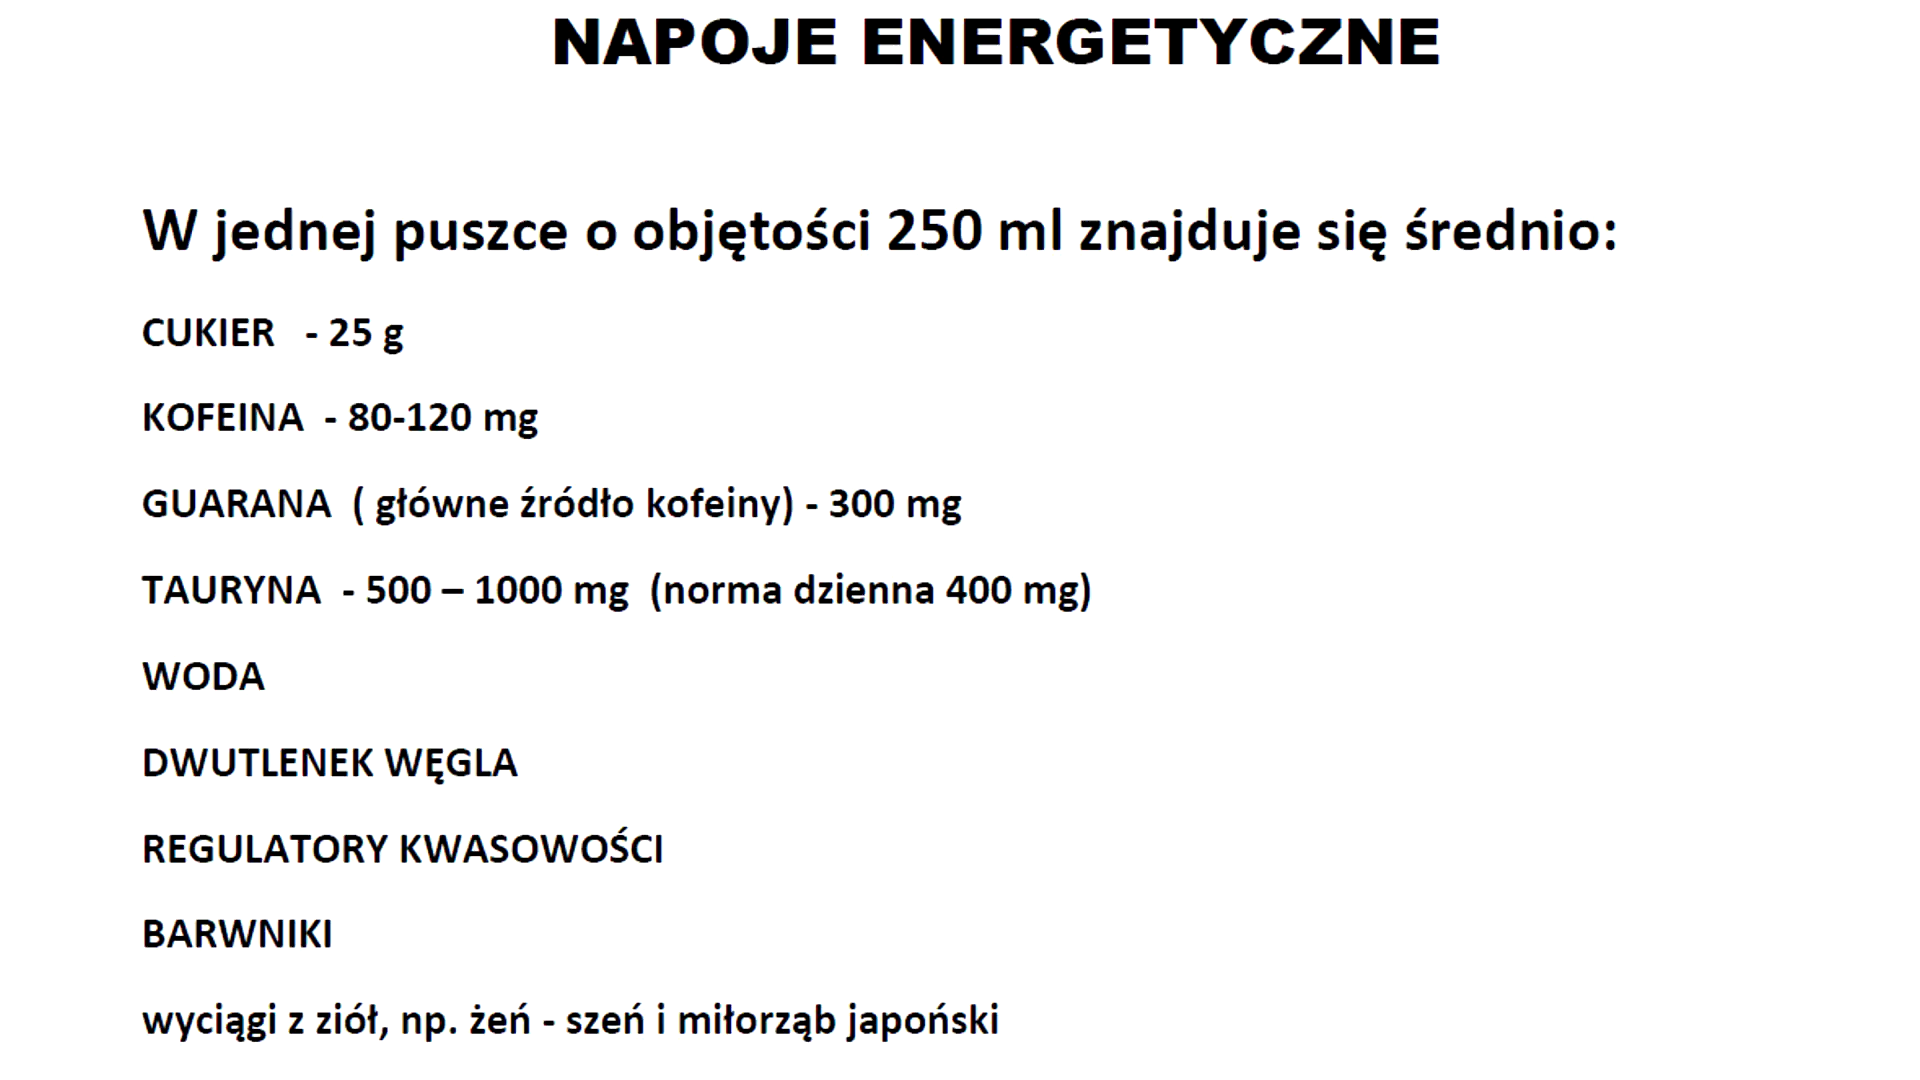 NAPOJE ENERGETYCZNE
W jednej puszce o objętości 250 ml znajduje się średnio:
CUKIER - 25 g
KOFEINA - 80-120 mg
GUARANA ( główne źródło kofeiny) - 300 mg
TAURYNA - 500 – 1000 mg (norma dzienna 400 mg)
WODA
DWUTLENEK WĘGLA
REGULATORY KWASOWOŚCI
BARWNIKI
wyciągi z ziół, np. żeń - szeń i miłorząb japoński